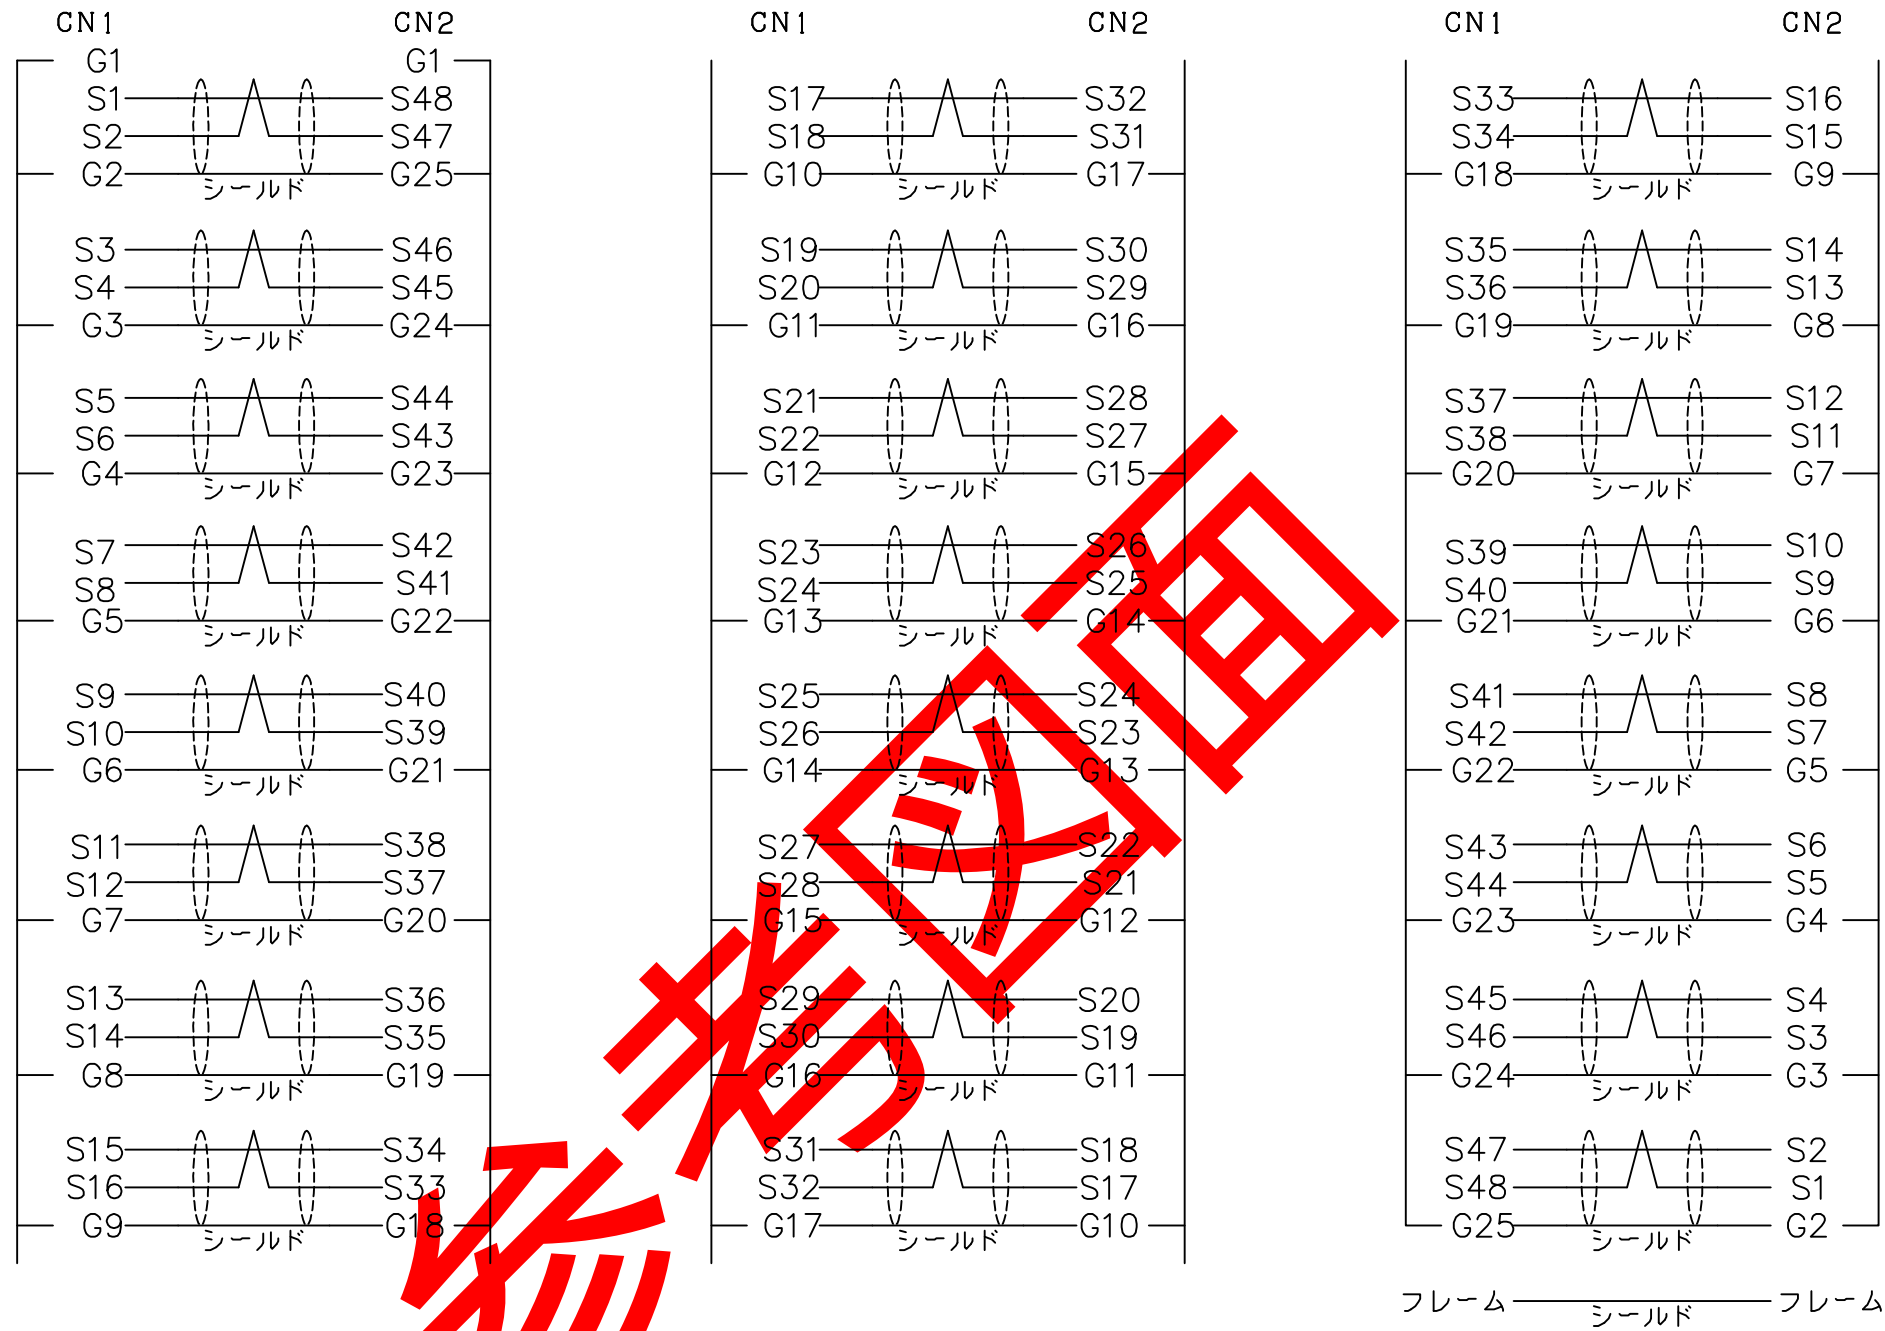 CN1 CN2
G1 G1
S1 S48
S2 S47
G2 シールド G25
S3 S46
S4 S45
G3 シールド G24
S5 S44
S6 S43
G4 シールド G23
S7 S42
S8 S41
G5 シールド G22
S9 S40
S10 S39
G6 シールド G21
S11 S38
S12 S37
G7 シールド G20
S13 S36
S14 S35
G8 シールド G19
S15 S34
S16 S33
G9 シールド G18
CN1 CN2
S17 S32
S18 S31
G10 シールド G17
S19 S30
S20 S29
G11 シールド G16
S21 S28
S22 S27
G12 シールド G15
S23 S26
S24 S25
G13 シールド G14
S25 S24
S26 S23
G14 シールド G13
S27 S22
S28 S21
G15 シールド G12
S29 S20
S30 S19
G16 シールド G11
S31 S18
S32 S17
G17 シールド G10
CN1 CN2
S33 S16
S34 S15
G18 シールド G9
S35 S14
S36 S13
G19 シールド G8
S37 S12
S38 S11
G20 シールド G7
S39 S10
S40 S9
G21 シールド G6
S41 S8
S42 S7
G22 シールド G5
S43 S6
S44 S5
G23 シールド G4
S45 S4
S46 S3
G24 シールド G3
S47 S2
S48 S1
G25 シールド G2
フレーム シールド フレーム
参考図面